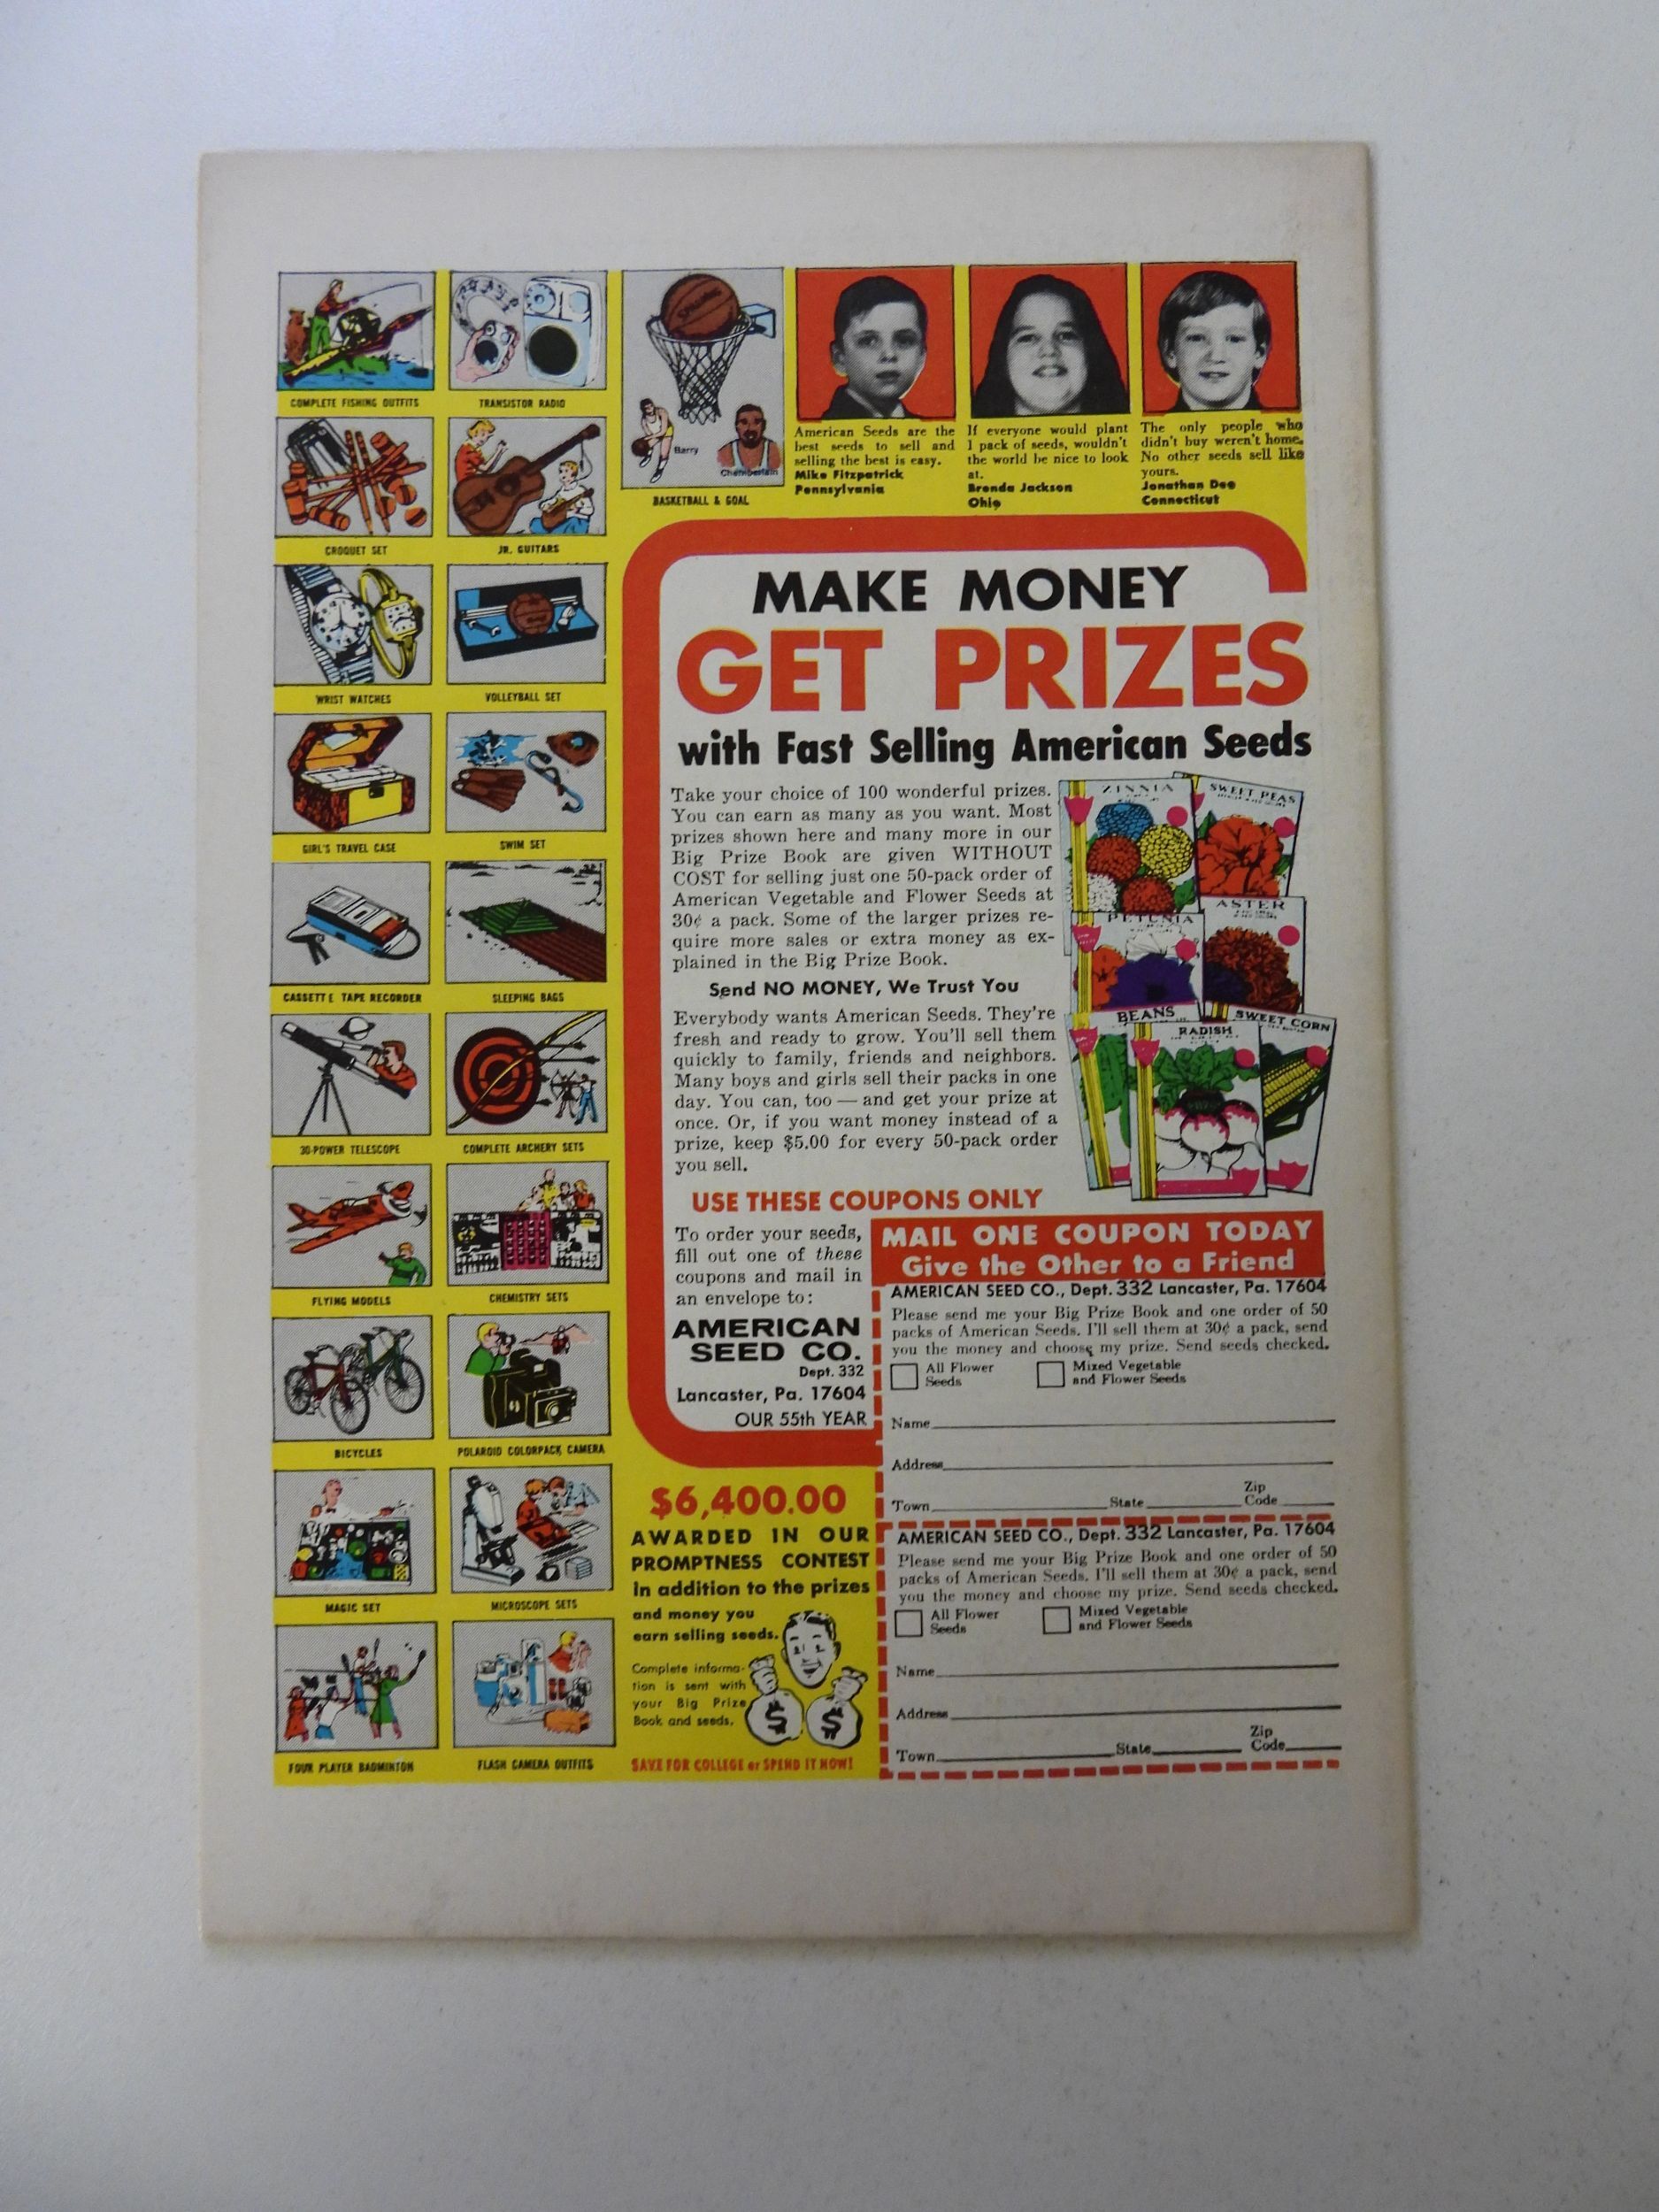 COMPLETE FISHING OUTFITS
TRANSISTOR RADIO
CROQUET SET
JR. GUITARS
WRIST WATCHES
VOLLEYBALL SET
GIRL'S TRAVEL CASE
SWIM SET
CASSETTE TAPE RECORDER
SLEEPING BAGS
30-POWER TELESCOPE
COMPLETE ARCHERY SETS
FLYING MODELS
CHEMISTRY SETS
BICYCLES
POLAROID COLORPACK CAMERA
MAGIC SET
MICROSCOPE SETS
FOUR PLAYER BADMINTON
FLASH CAMERA OUTFITS
SPALDING
Barry
Chamberlain
BASKETBALL & GOAL
American Seeds are the
best seeds to sell and
selling the best is easy.
Mike Fitzpatrick
Pennsylvania
If everyone would plant
1 pack of seeds, wouldn't
the world be nice to look
at.
Brenda Jackson
Ohio
The only people who
didn't buy weren't home.
No other seeds sell like
yours.
Jonathan Dee
Connecticut
MAKE MONEY
GET PRIZES
with Fast Selling American Seeds
Take your choice of 100 wonderful prizes.
You can earn as many as you want. Most
prizes shown here and many more in our
Big Prize Book are given WITHOUT
COST for selling just one 50-pack order of
American Vegetable and Flower Seeds at
30¢ a pack. Some of the larger prizes re-
quire more sales or extra money as ex-
plained in the Big Prize Book.
Send NO MONEY, We Trust You
Everybody wants American Seeds. They're
fresh and ready to grow. You'll sell them
quickly to family, friends and neighbors.
Many boys and girls sell their packs in one
day. You can, too — and get your prize at
once. Or, if you want money instead of a
prize, keep $5.00 for every 50-pack order
you sell.
ZINNIA
SWEET PEAS
PETUNIA
ASTER
BEANS
RADISH
SWEET CORN
USE THESE COUPONS ONLY
To order your seeds,
fill out one of these
coupons and mail in
an envelope to:
AMERICAN
SEED CO.
Dept. 332
Lancaster, Pa. 17604
OUR 55th YEAR
$6,400.00
AWARDED IN OUR
PROMPTNESS CONTEST
In addition to the prizes
and money you
earn selling seeds.
Complete informa-
tion is sent with
your Big Prize
Book and seeds.
$ $
SAVE FOR COLLEGE or SPEND IT NOW!
MAIL ONE COUPON TODAY
Give the Other to a Friend
AMERICAN SEED CO., Dept. 332 Lancaster, Pa. 17604
Please send me your Big Prize Book and one order of 50
packs of American Seeds. I'll sell them at 30¢ a pack, send
you the money and choose my prize. Send seeds checked.
All Flower Seeds
Mixed Vegetable and Flower Seeds
Name
Address
Town State Zip Code
AMERICAN SEED CO., Dept. 332 Lancaster, Pa. 17604
Please send me your Big Prize Book and one order of 50
packs of American Seeds. I'll sell them at 30¢ a pack, send
you the money and choose my prize. Send seeds checked.
All Flower Seeds
Mixed Vegetable and Flower Seeds
Name
Address
Town State Zip Code